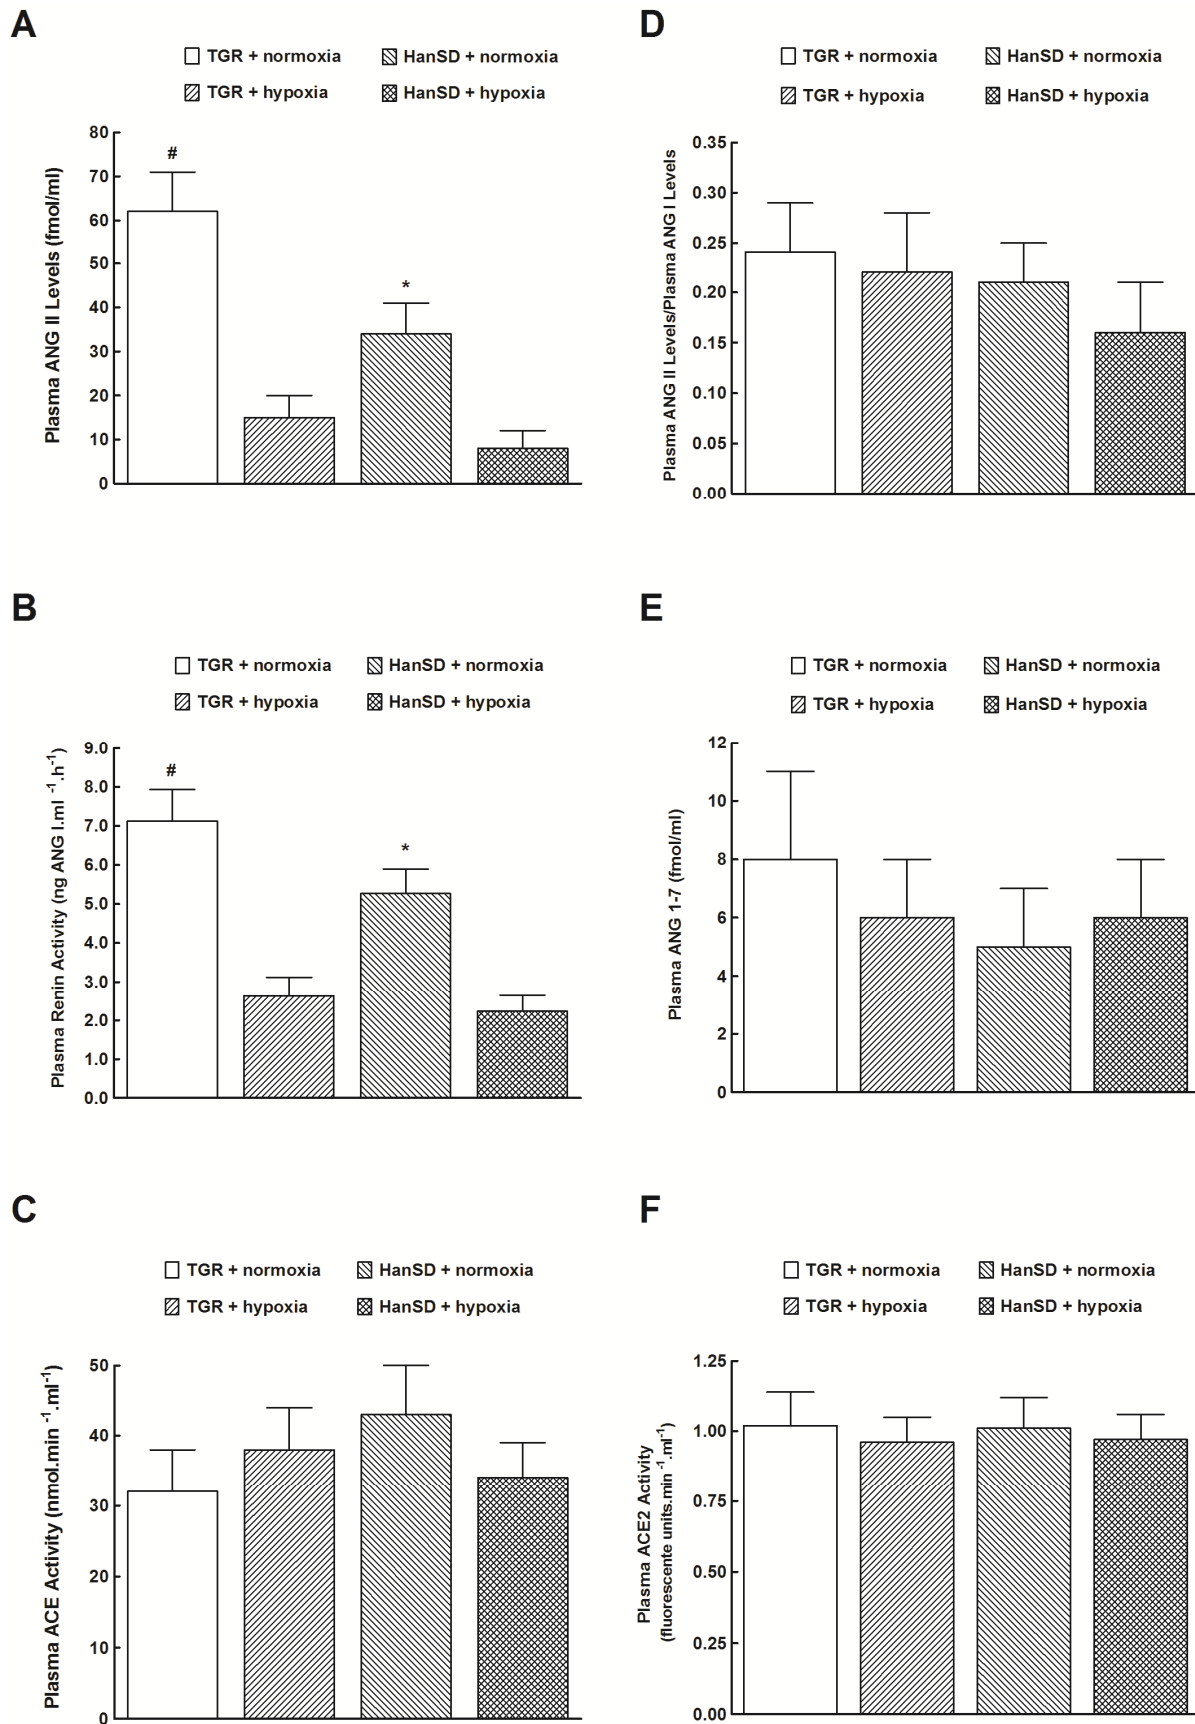 A
TGR + normoxia
HanSD + normoxia
TGR + hypoxia
HanSD + hypoxia
Plasma ANG II Levels (fmol/ml)
80
70
60
50
40
30
20
10
0
#
*
D
TGR + normoxia
HanSD + normoxia
TGR + hypoxia
HanSD + hypoxia
Plasma ANG II Levels/Plasma ANG I Levels
0.35
0.30
0.25
0.20
0.15
0.10
0.05
0.00
B
TGR + normoxia
HanSD + normoxia
TGR + hypoxia
HanSD + hypoxia
Plasma Renin Activity (ng ANG I.ml⁻¹.h⁻¹)
9.0
8.0
7.0
6.0
5.0
4.0
3.0
2.0
1.0
0.0
#
*
E
TGR + normoxia
HanSD + normoxia
TGR + hypoxia
HanSD + hypoxia
Plasma ANG 1-7 (fmol/ml)
12
10
8
6
4
2
0
C
TGR + normoxia
HanSD + normoxia
TGR + hypoxia
HanSD + hypoxia
Plasma ACE Activity (nmol.min⁻¹.ml⁻¹)
50
40
30
20
10
0
F
TGR + normoxia
HanSD + normoxia
TGR + hypoxia
HanSD + hypoxia
Plasma ACE2 Activity
(fluorescente units.min⁻¹.ml⁻¹)
1.25
1.00
0.75
0.50
0.25
0.00